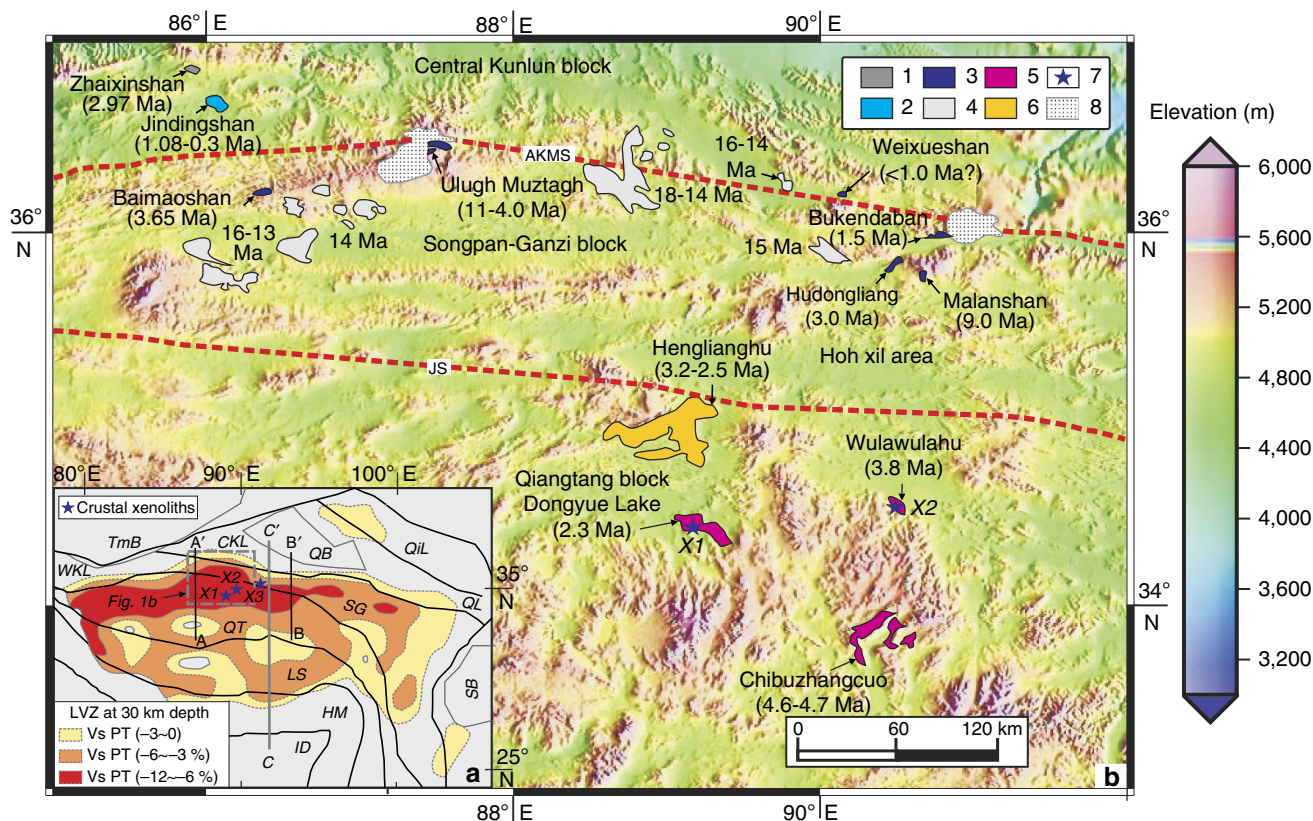 86° E
88° E
90° E
Central Kunlun block
Zhaixinshan
(2.97 Ma)
Jindingshan
(1.08-0.3 Ma)
1
3
5
7
2
4
6
8
Elevation (m)
AKMS
16-14
Ma
Weixueshan
(<1.0 Ma?)
Baimaoshan
(3.65 Ma)
Ulugh Muztagh
(11-4.0 Ma)
18-14 Ma
6,000
36°
N
16-13
Ma
14 Ma
Songpan-Ganzi block
15 Ma
Bukendaban
(1.5 Ma)
36°
N
5,600
Hudongliang
(3.0 Ma)
Malanshan
(9.0 Ma)
5,200
JS
Henglianghu
(3.2-2.5 Ma)
Hoh xil area
4,800
Wulawulahu
(3.8 Ma)
4,400
Qiangtang block
Dongyue Lake
(2.3 Ma)
X1
X2
4,000
34°
N
3,600
Chibuzhangcuo
(4.6-4.7 Ma)
3,200
0
60
120 km
b
88° E
90° E
80° E
90° E
100° E
Crustal xenoliths
TmB
A'
CKL
C'
B'
QB
QiL
WKL
35°
N
Fig. 1b
X2
X1
X3
SG
QL
A
QT
B
LS
SB
HM
ID
C
25°
N
LVZ at 30 km depth
Vs PT (−3~0)
Vs PT (−6~−3 %)
Vs PT (−12~−6 %)
a